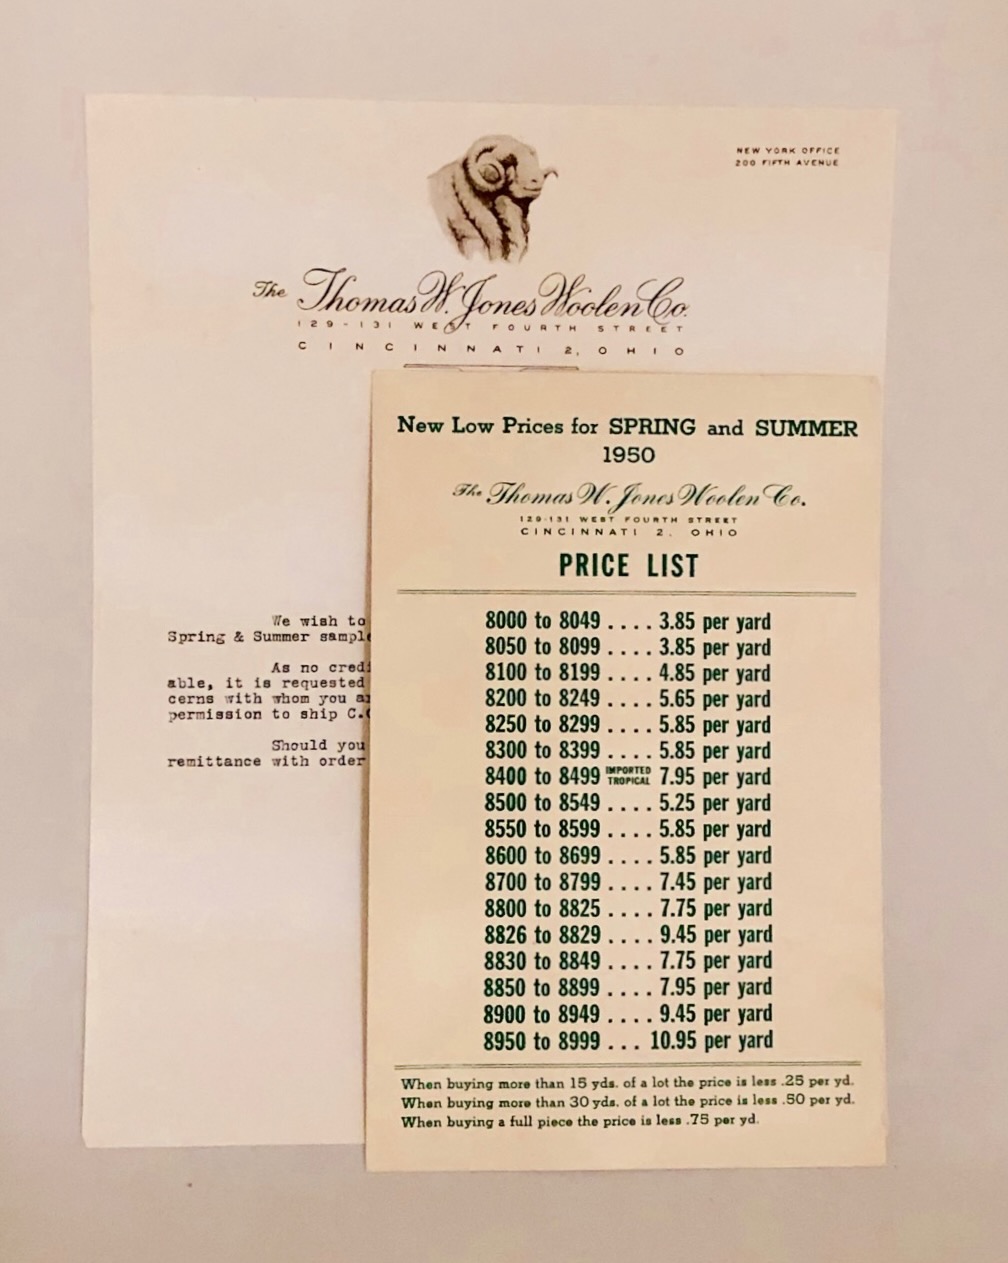 NEW YORK OFFICE
200 FIFTH AVENUE
The Thomas W. Jones Woolen Co.
129-131 WEST FOURTH STREET
CINCINNATI 2, OHIO
We wish to
Spring & Summer sample
As no credi
able, it is requested
cerns with whom you a
permission to ship C.
Should you
remittance with order
New Low Prices for SPRING and SUMMER
1950
The Thomas W. Jones Woolen Co.
129-131 WEST FOURTH STREET
CINCINNATI 2, OHIO
PRICE LIST
8000 to 8049 .... 3.85 per yard
8050 to 8099 .... 3.85 per yard
8100 to 8199 .... 4.85 per yard
8200 to 8249 .... 5.65 per yard
8250 to 8299 .... 5.85 per yard
8300 to 8399 .... 5.85 per yard
8400 to 8499 IMPORTED TROPICAL 7.95 per yard
8500 to 8549 .... 5.25 per yard
8550 to 8599 .... 5.85 per yard
8600 to 8699 .... 5.85 per yard
8700 to 8799 .... 7.45 per yard
8800 to 8825 .... 7.75 per yard
8826 to 8829 .... 9.45 per yard
8830 to 8849 .... 7.75 per yard
8850 to 8899 .... 7.95 per yard
8900 to 8949 .... 9.45 per yard
8950 to 8999 ... 10.95 per yard
When buying more than 15 yds. of a lot the price is less .25 per yd.
When buying more than 30 yds. of a lot the price is less .50 per yd.
When buying a full piece the price is less .75 per yd.